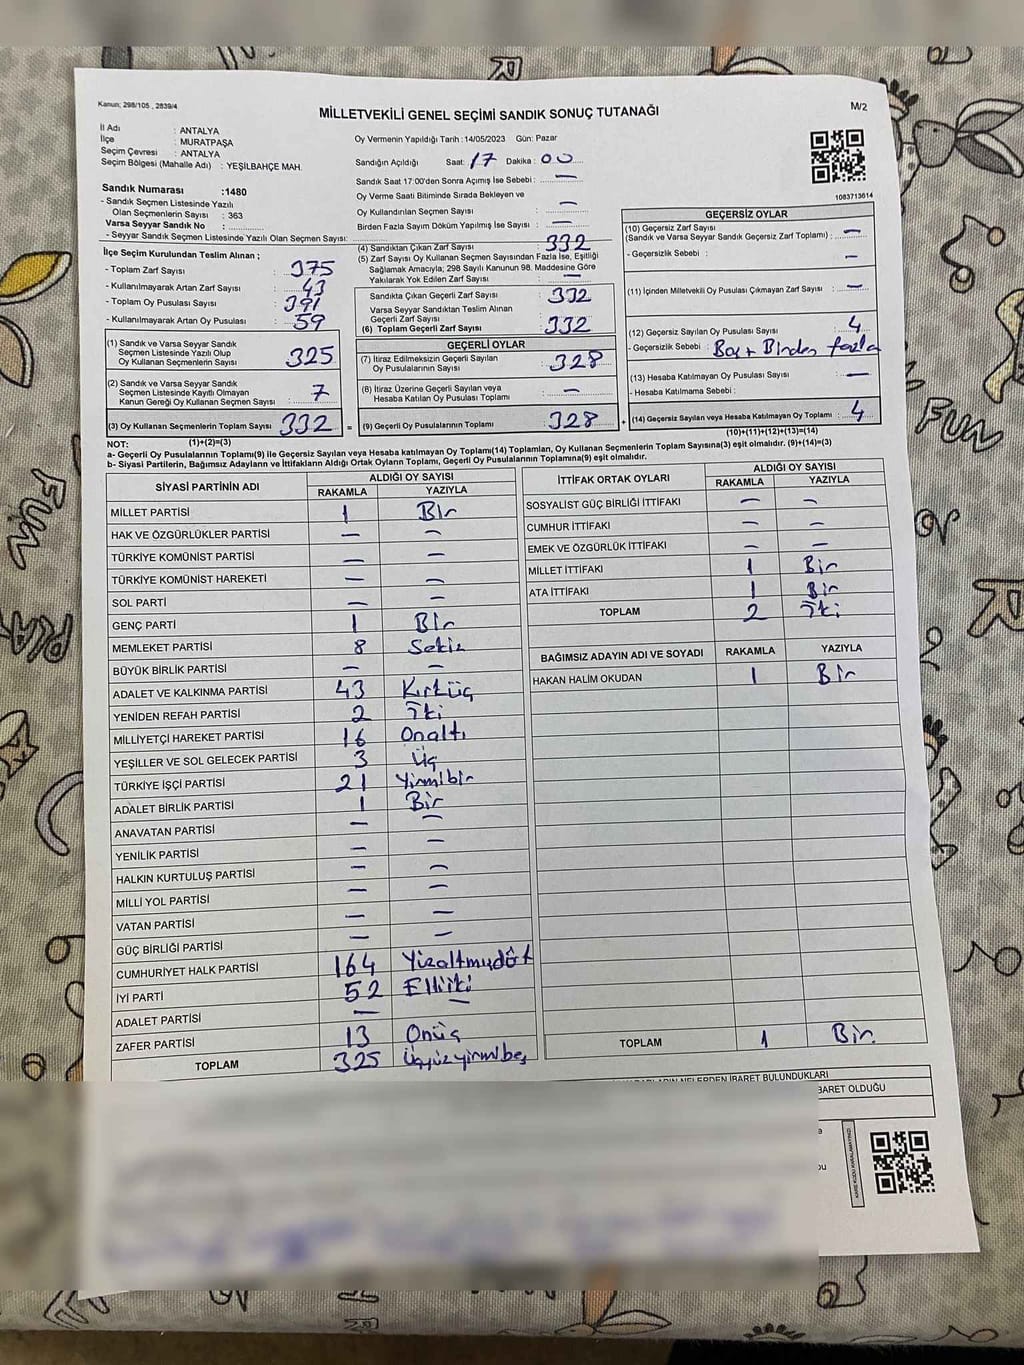 Kanun; 298/105 , 2839/4
MİLLETVEKİLİ GENEL SEÇİMİ SANDIK SONUÇ TUTANAĞI
M/2
İl Adı : ANTALYA
İlçe : MURATPAŞA
Seçim Çevresi : ANTALYA
Seçim Bölgesi (Mahalle Adı) : YEŞİLBAHÇE MAH.
Sandık Numarası :1480
- Sandık Seçmen Listesinde Yazılı
Olan Seçmenlerin Sayısı : 363
Varsa Seyyar Sandık No :
- Seyyar Sandık Seçmen Listesinde Yazılı Olan Seçmen Sayısı:
Oy Vermenin Yapıldığı Tarih :14/05/2023 Gün: Pazar
Sandığın Açıldığı Saat: 17 Dakika: 00
Sandık Saat 17:00'den Sonra Açılmış İse Sebebi : —
Oy Verme Saati Bitiminde Sırada Bekleyen ve
Oy Kullandırılan Seçmen Sayısı : —
Birden Fazla Sayım Döküm Yapılmış İse Sayısı : —
1083713614
İlçe Seçim Kurulundan Teslim Alınan ;
- Toplam Zarf Sayısı : 375
- Kullanılmayarak Artan Zarf Sayısı : 43
- Toplam Oy Pusulası Sayısı : 391
- Kullanılmayarak Artan Oy Pusulası : 59
(1) Sandık ve Varsa Seyyar Sandık
Seçmen Listesinde Yazılı Olup
Oy Kullanan Seçmenlerin Sayısı 325
(2) Sandık ve Varsa Seyyar Sandık
Seçmen Listesinde Kayıtlı Olmayan
Kanun Gereği Oy Kullanan Seçmen Sayısı 7
(3) Oy Kullanan Seçmenlerin Toplam Sayısı 332
(4) Sandıktan Çıkan Zarf Sayısı : 332
(5) Zarf Sayısı Oy Kullanan Seçmen Sayısından Fazla İse, Eşitliği
Sağlamak Amacıyla; 298 Sayılı Kanunun 98. Maddesine Göre
Yakılarak Yok Edilen Zarf Sayısı : —
Sandıkta Çıkan Geçerli Zarf Sayısı : 332
Varsa Seyyar Sandıktan Teslim Alınan
Geçerli Zarf Sayısı
(6) Toplam Geçerli Zarf Sayısı : 332
GEÇERLİ OYLAR
(7) İtiraz Edilmeksizin Geçerli Sayılan
Oy Pusulalarının Sayısı : 328
(8) İtiraz Üzerine Geçerli Sayılan veya
Hesaba Katılan Oy Pusulası Toplamı : —
= (9) Geçerli Oy Pusulalarının Toplamı : 328
GEÇERSİZ OYLAR
(10) Geçersiz Zarf Sayısı
(Sandık ve Varsa Seyyar Sandık Geçersiz Zarf Toplamı) : —
- Geçersizlik Sebebi : —
(11) İçinden Milletvekili Oy Pusulası Çıkmayan Zarf Sayısı : —
(12) Geçersiz Sayılan Oy Pusulası Sayısı : 4
- Geçersizlik Sebebi : Boş + Birden fazla
(13) Hesaba Katılmayan Oy Pusulası Sayısı : —
- Hesaba Katılmama Sebebi :
+ (14) Geçersiz Sayılan veya Hesaba Katılmayan Oy Toplamı : 4
(10)+(11)+(12)+(13)=(14)
NOT: (1)+(2)=(3)
a- Geçerli Oy Pusulalarının Toplamı(9) ile Geçersiz Sayılan veya Hesaba katılmayan Oy Toplamı(14) Toplamları, Oy Kullanan Seçmenlerin Toplam Sayısına(3) eşit olmalıdır. (9)+(14)=(3)
b- Siyasi Partilerin, Bağımsız Adayların ve İttifakların Aldığı Ortak Oyların Toplamı, Geçerli Oy Pusulalarının Toplamına(9) eşit olmalıdır.
SİYASİ PARTİNİN ADI ALDIĞI OY SAYISI
RAKAMLA YAZIYLA
MİLLET PARTİSİ 1 Bir
HAK VE ÖZGÜRLÜKLER PARTİSİ — —
TÜRKİYE KOMÜNİST PARTİSİ — —
TÜRKİYE KOMÜNİST HAREKETİ — —
SOL PARTİ — —
GENÇ PARTİ 1 Bir
MEMLEKET PARTİSİ 8 Sekiz
BÜYÜK BİRLİK PARTİSİ — —
ADALET VE KALKINMA PARTİSİ 43 Kırküç
YENİDEN REFAH PARTİSİ 2 İki
MİLLİYETÇİ HAREKET PARTİSİ 16 Onaltı
YEŞİLLER VE SOL GELECEK PARTİSİ 3 Üç
TÜRKİYE İŞÇİ PARTİSİ 21 Yirmibir
ADALET BİRLİK PARTİSİ 1 Bir
ANAVATAN PARTİSİ — —
YENİLİK PARTİSİ — —
HALKIN KURTULUŞ PARTİSİ — —
MİLLİ YOL PARTİSİ — —
VATAN PARTİSİ — —
GÜÇ BİRLİĞİ PARTİSİ — —
CUMHURİYET HALK PARTİSİ 164 Yüzaltmışdört
İYİ PARTİ 52 Elliiki
ADALET PARTİSİ — —
ZAFER PARTİSİ 13 Onüç
TOPLAM 325 Üçyüzyirmibeş
İTTİFAK ORTAK OYLARI ALDIĞI OY SAYISI
RAKAMLA YAZIYLA
SOSYALİST GÜÇ BİRLİĞİ İTTİFAKI — —
CUMHUR İTTİFAKI — —
EMEK VE ÖZGÜRLÜK İTTİFAKI — —
MİLLET İTTİFAKI 1 Bir
ATA İTTİFAKI 1 Bir
TOPLAM 2 İki
BAĞIMSIZ ADAYIN ADI VE SOYADI RAKAMLA YAZIYLA
HAKAN HALİM OKUDAN 1 Bir
TOPLAM 1 Bir
NELERDEN İBARET BULUNDUKLARI
BARET OLDUĞU
FUN
FUN